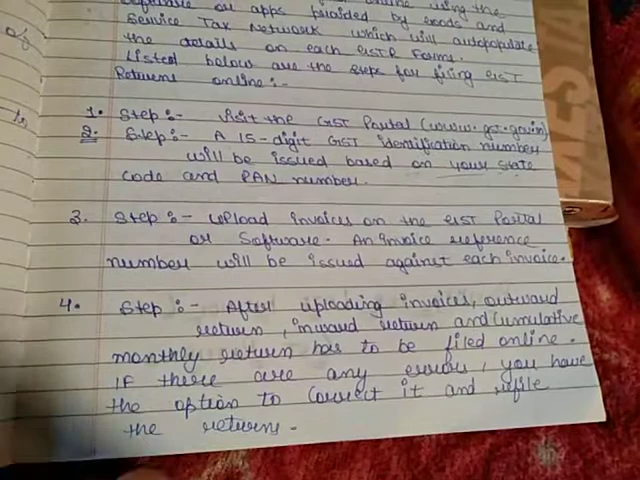 online using the
software or apps provided by Goods and
Service Tax Network which will autopopulate
the details on each GSTR Forms.
Listed below are the steps for filing GST
Returns online:-
1. Step:- Visit the GST Portal (www.gst.gov.in)
2. Step:- A 15-digit GST identification number
will be issued based on your state
code and PAN number.
3. Step:- Upload invoices on the GST Portal
or Software. An invoice reference
number will be issued against each invoice.
4. Step:- After uploading invoices, outward
return, inward return and Cumulative
monthly return has to be filed online.
If there are any errors, you have
the option to correct it and refile
the returns.